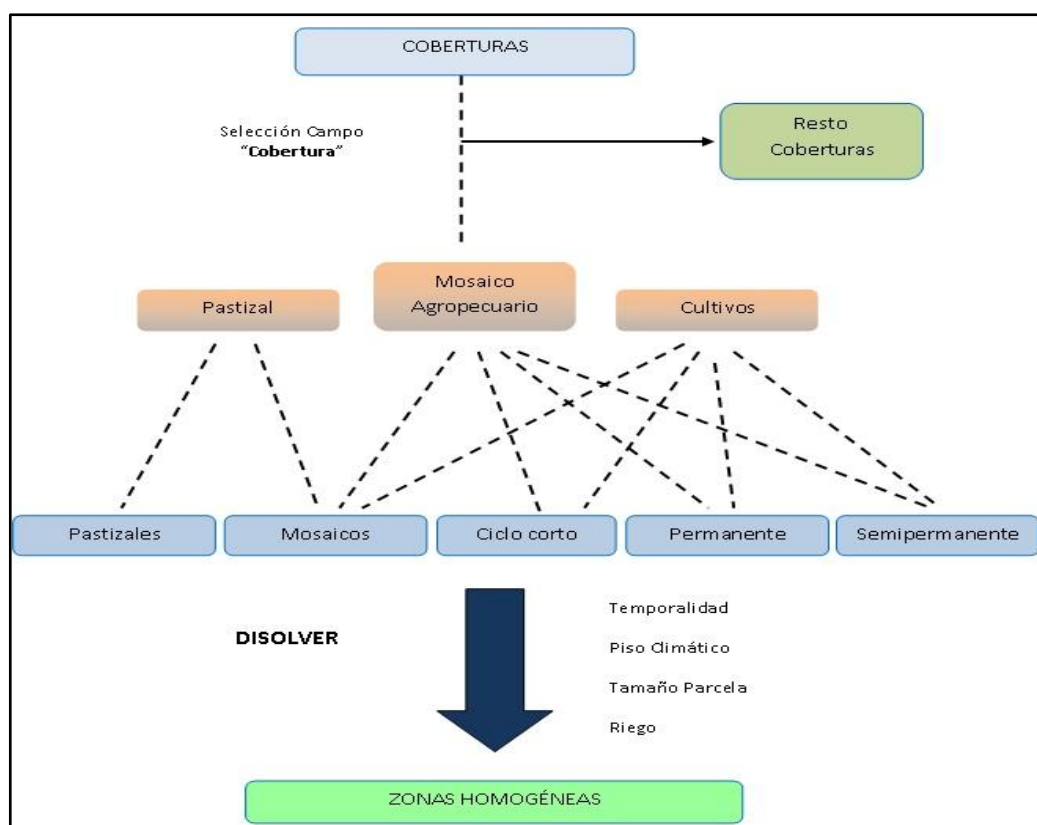 COBERTURAS
Selección Campo
“Cobertura”
Resto
Coberturas
Pastizal
Mosaico
Agropecuario
Cultivos
Pastizales
Mosaicos
Ciclo corto
Permanente
Semipermanente
DISOLVER
Temporalidad
Piso Climático
Tamaño Parcela
Riego
ZONAS HOMOGÉNEAS